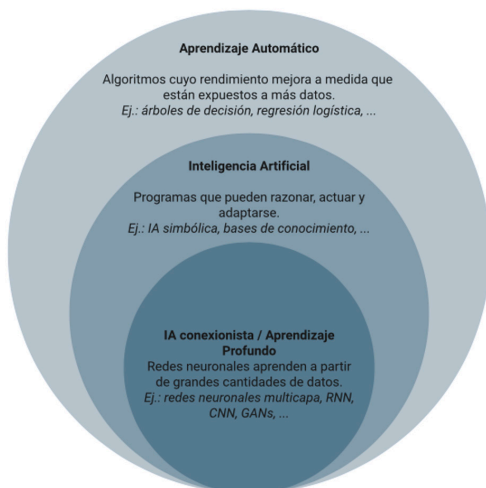 Aprendizaje Automático
Algoritmos cuyo rendimiento mejora a medida que
están expuestos a más datos.
Ej.: árboles de decisión, regresión logística, ...
Inteligencia Artificial
Programas que pueden razonar, actuar y
adaptarse.
Ej.: IA simbólica, bases de conocimiento, ...
IA conexionista / Aprendizaje
Profundo
Redes neuronales aprenden a partir
de grandes cantidades de datos.
Ej.: redes neuronales multicapa, RNN,
CNN, GANs, ...